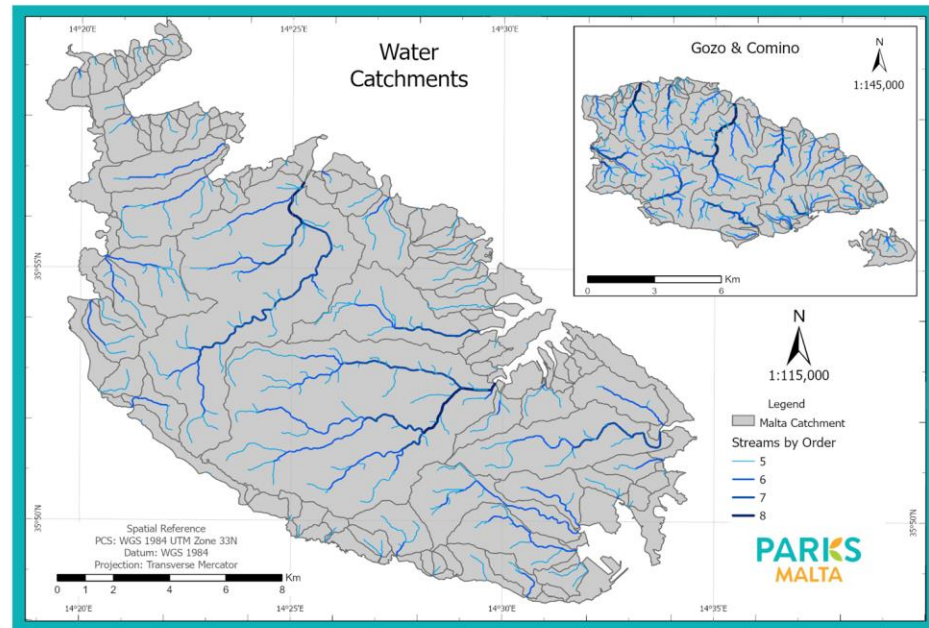 14°20'E
14°25'E
14°30'E
Water
Catchments
Gozo & Comino
N
1:145,000
0 3 6
Km
35°55'N
N
1:115,000
Legend
Malta Catchment
Streams by Order
5
6
7
8
35°50'N
35°50'N
Spatial Reference
PCS: WGS 1984 UTM Zone 33N
Datum: WGS 1984
Projection: Transverse Mercator
0 1 2 4 6 8
Km
PARKS
MALTA
14°20'E
14°25'E
14°30'E
14°35'E